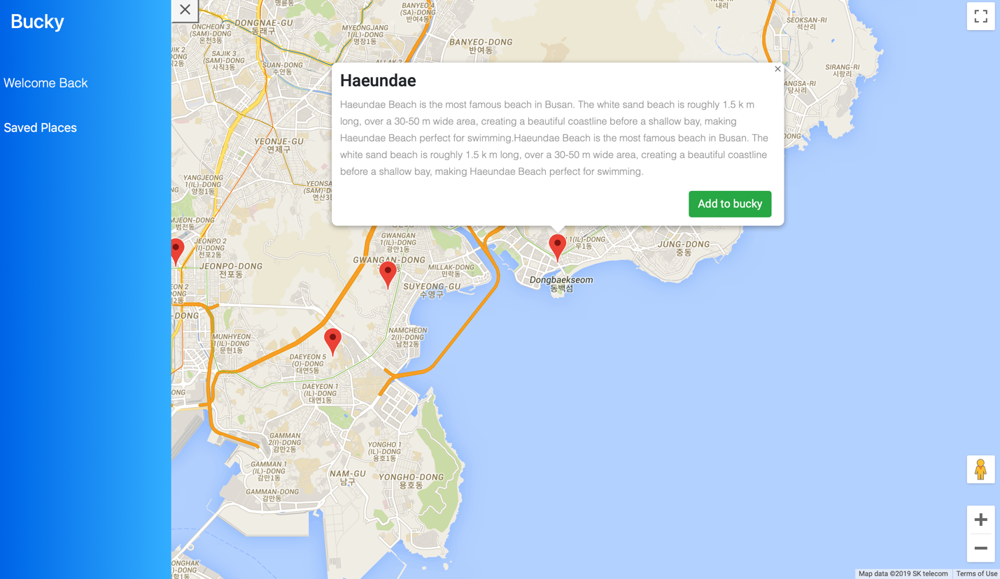 Bucky
Welcome Back
Saved Places
Haeundae
Haeundae Beach is the most famous beach in Busan. The white sand beach is roughly 1.5 k m
long, over a 30-50 m wide area, creating a beautiful coastline before a shallow bay, making
Haeundae Beach perfect for swimming.Haeundae Beach is the most famous beach in Busan. The
white sand beach is roughly 1.5 k m long, over a 30-50 m wide area, creating a beautiful coastline
before a shallow bay, making Haeundae Beach perfect for swimming.
Add to bucky
ONCHEON 3
(SAM)-DONG
온천3동
DONGNAE-GU
동래구
MYEONGJANG
1(IL)-DONG
명장1동
BANYEO 4
(SA)-DONG
반여4동
BANYEO-DONG
반여동
내리
SEOKSAN-RI
석산리
SIRANG-RI
시랑리
ANGSA-RI
당사리
SAJIK 3
(SAM)-DONG
사직3동
SUAN-DONG
수안동
YEONJE-GU
연제구
YANGJEONG
1(IL)-DONG
양정1동
MJEON-DONG
범전동
JEONPO 2
(I)-DONG
전포2동
JEONPO-DONG
전포동
GWANGAN
1(IL)-DONG
광안1동
GWANGAN-DONG
MILLAK-DONG
민락동
SUYEONG-GU
수영구
1(IL)-DONG
우1동
JUNG-DONG
중동
Dongbaekseom
동백섬
MUNHYEON
1(IL)-DONG
문현1동
NAMCHEON
2(I)-DONG
남천2동
DAEYEON 5
(O)-DONG
대연5동
DAEYEON 1
(IL)-DONG
대연1동
GAMMAN
2(I)-DONG
감만2동
GAMMAN 1
(IL)-DONG
감만1동
GAMMAN-DONG
감만동
NAM-GU
남구
YONGHO 1
(IL)-DONG
용호1동
YONGHO-DONG
용호동
Map data ©2019 SK telecom
Terms of Use